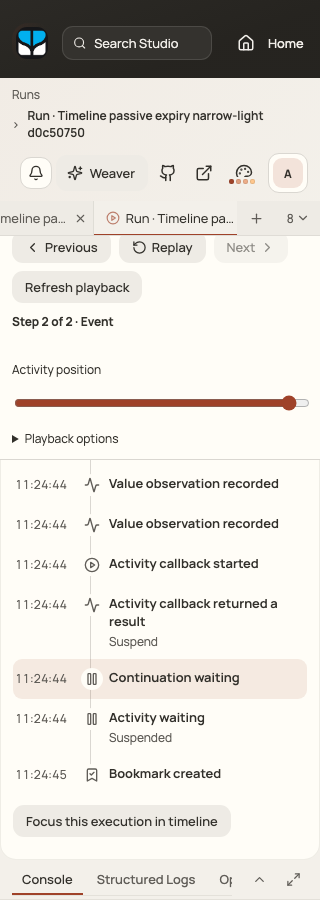 Search Studio
Home
Runs
Run · Timeline passive expiry narrow-light
d0c50750
Weaver
A
meline pa...
Run · Timeline pa...
8
Previous
Replay
Next
Refresh playback
Step 2 of 2 · Event
Activity position
Playback options
11:24:44 Value observation recorded
11:24:44 Value observation recorded
11:24:44 Activity callback started
11:24:44 Activity callback returned a
result
Suspend
11:24:44 Continuation waiting
11:24:44 Activity waiting
Suspended
11:24:45 Bookmark created
Focus this execution in timeline
Console
Structured Logs